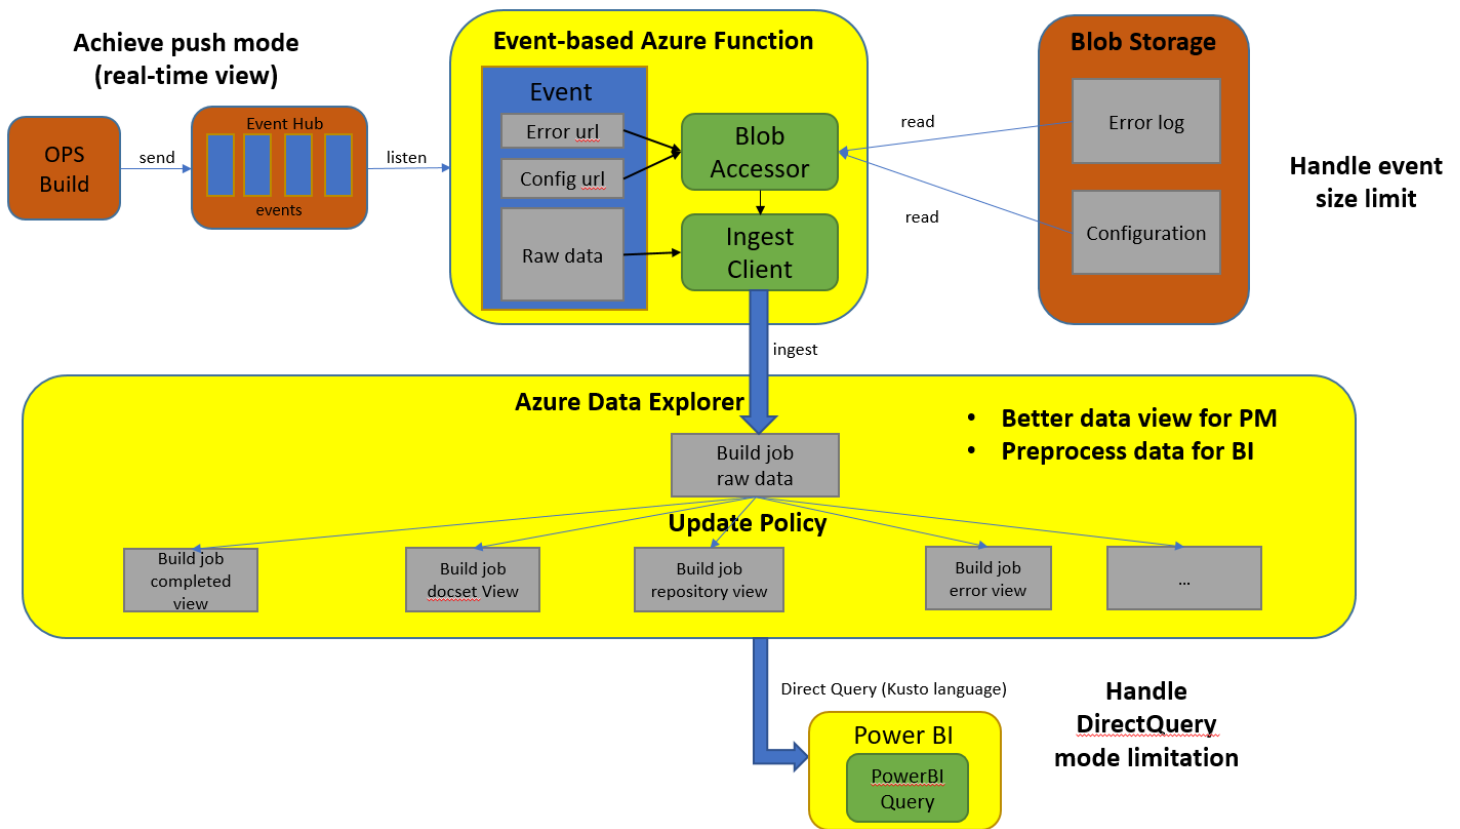 Achieve push mode
(real-time view)
OPS
Build
send
Event Hub
events
listen
Event-based Azure Function
Event
Error url
Config url
Raw data
Blob
Accessor
Ingest
Client
read
read
Blob Storage
Error log
Configuration
Handle event
size limit
ingest
Azure Data Explorer
• Better data view for PM
• Preprocess data for BI
Build job
raw data
Update Policy
Build job
completed
view
Build job
docset View
Build job
repository view
Build job
error view
...
Direct Query (Kusto language)
Power BI
PowerBI
Query
Handle
DirectQuery
mode limitation